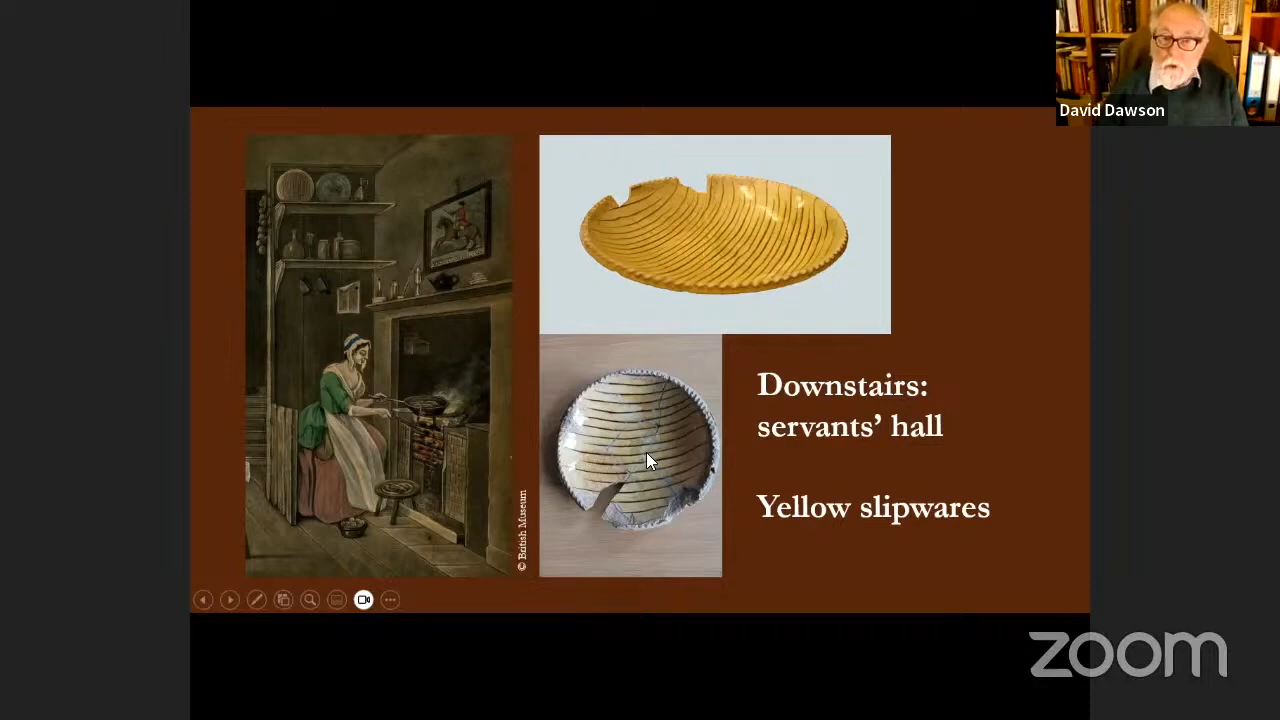 David Dawson
© British Museum
Downstairs:
servants’ hall
Yellow slipwares
zoom